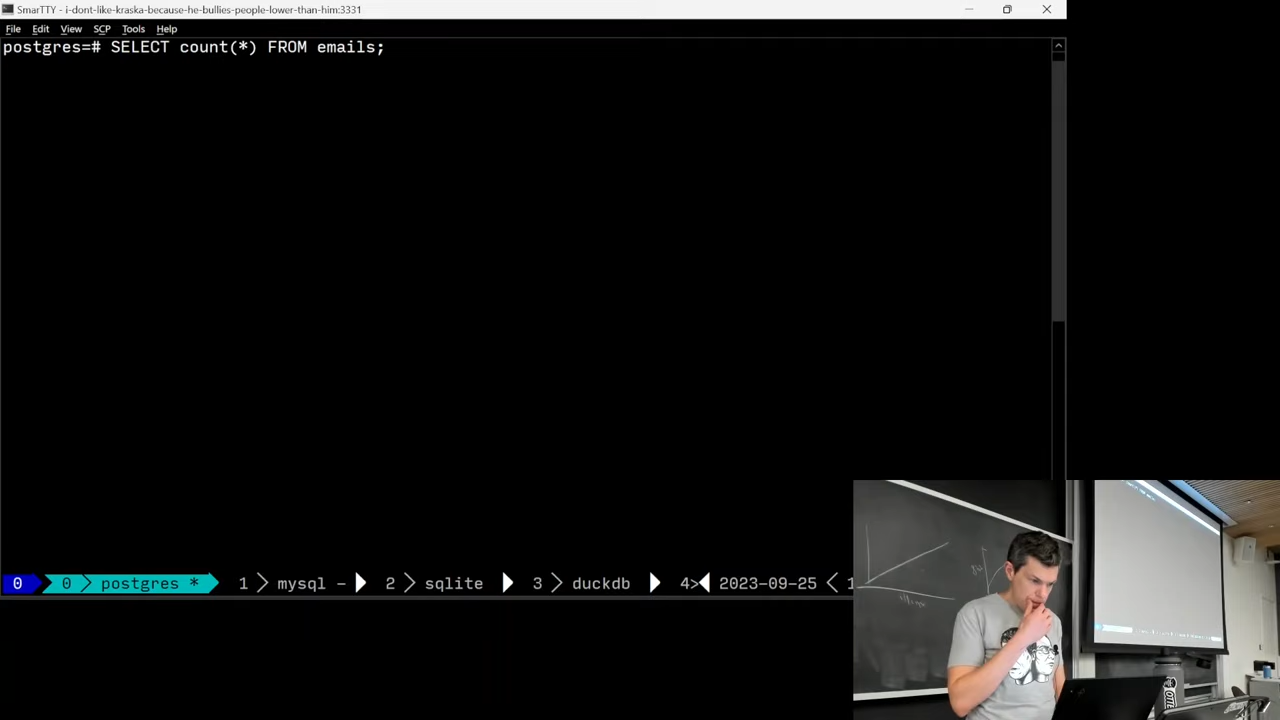 SmarTTY - i-dont-like-kraska-because-he-bullies-people-lower-than-him:3331
File Edit View SCP Tools Help
postgres=# SELECT count(*) FROM emails;
0 0 postgres * 1 mysql - 2 sqlite 3 duckdb 4> 2023-09-25 < 1